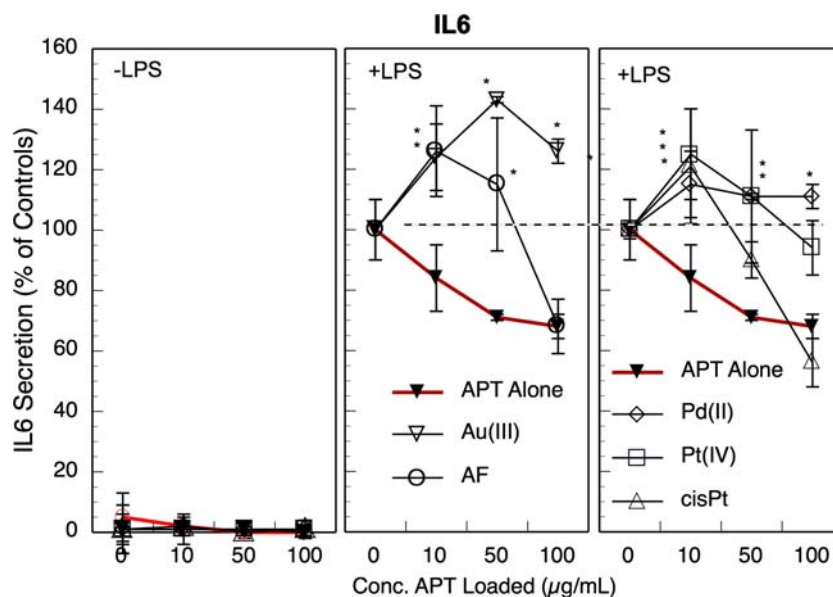 IL6
IL6 Secretion (% of Controls)
160
140
120
100
80
60
40
20
0
-LPS
0 10 50 100
+LPS
*
* *
*
*
*
APT Alone
Au(III)
AF
0 10 50 100
+LPS
* * *
* *
*
APT Alone
Pd(II)
Pt(IV)
cisPt
0 10 50 100
Conc. APT Loaded (µg/mL)